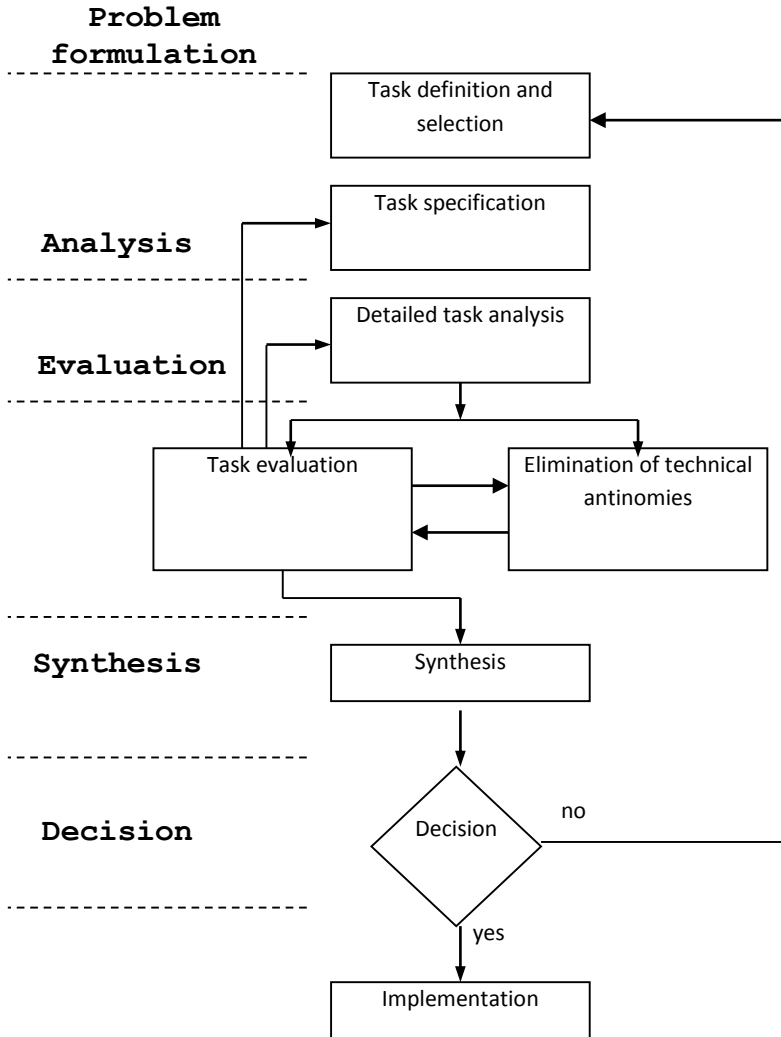 Problem
formulation
Task definition and
selection
Task specification
Analysis
Detailed task analysis
Evaluation
Task evaluation
Elimination of technical
antinomies
Synthesis
Synthesis
no
Decision
Decision
yes
Implementation